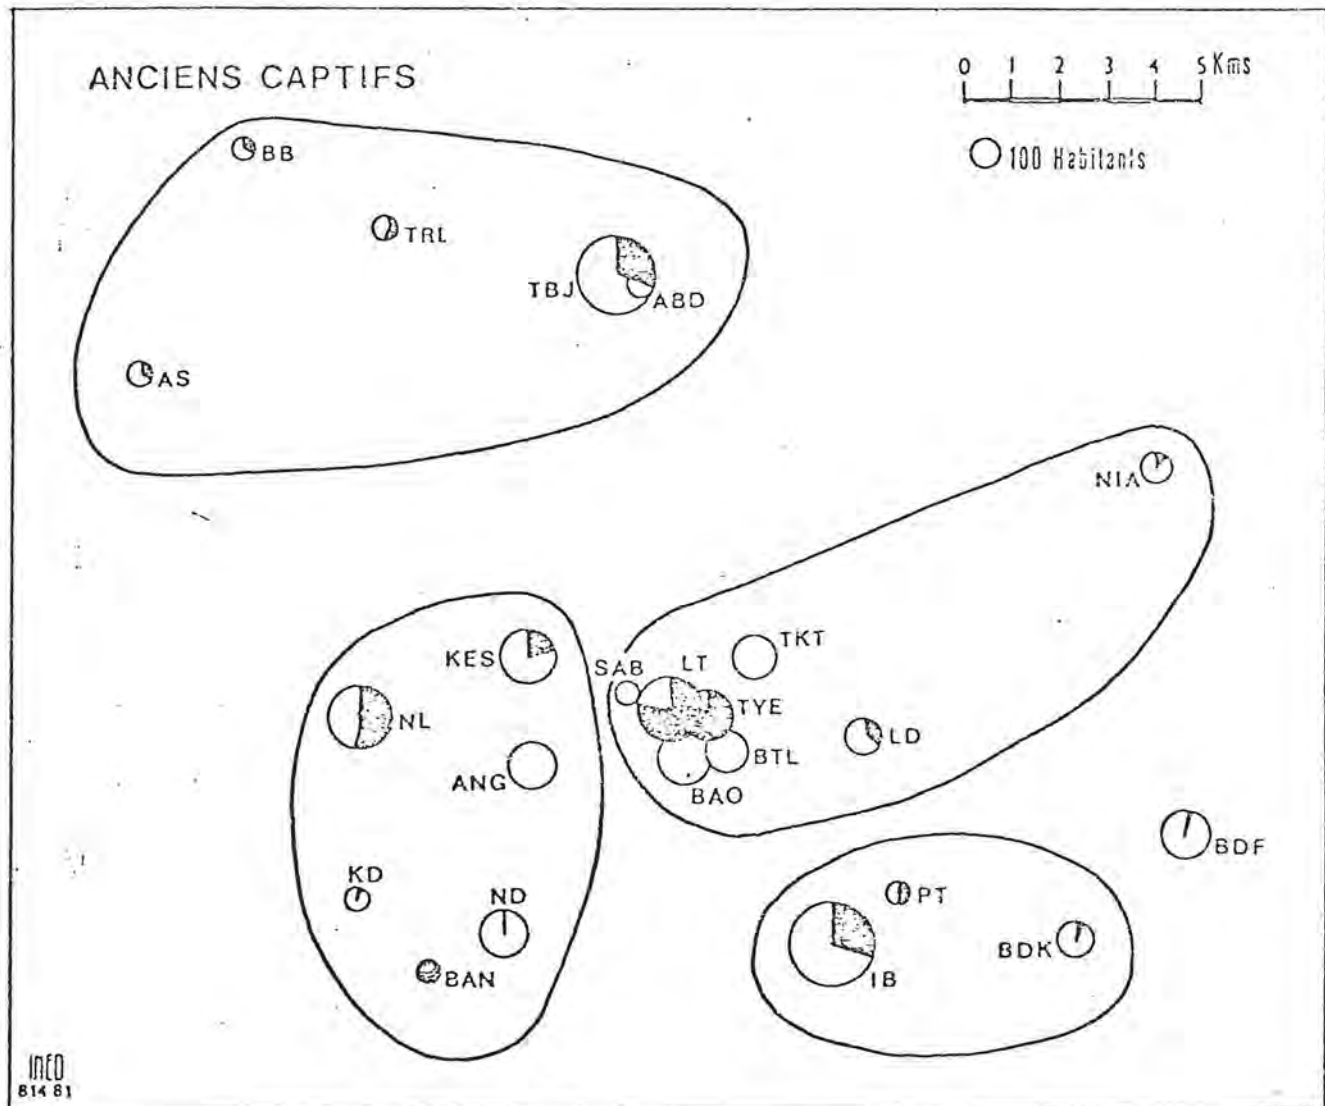 ANCIENS CAPTIFS
0 1 2 3 4 5 Kms
100 Habitants
BB
TRL
TBJ
ABD
AS
NIA
KES
SAB
LT
TKT
NL
TYE
LD
ANG
BTL
BAO
BDF
KD
ND
PT
BDK
BAN
IB
INED
814 81